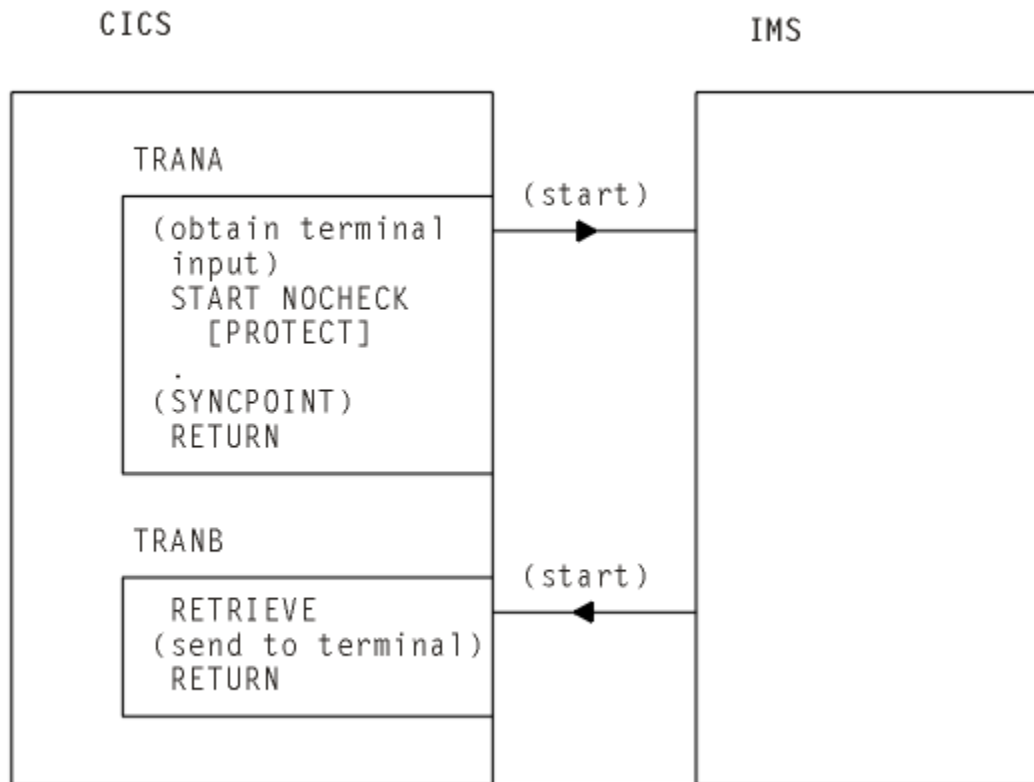 CICS
IMS
TRANA
(start)
(obtain terminal
input)
START NOCHECK
[PROTECT]
.
(SYNCPOINT)
RETURN
TRANB
(start)
RETRIEVE
(send to terminal)
RETURN